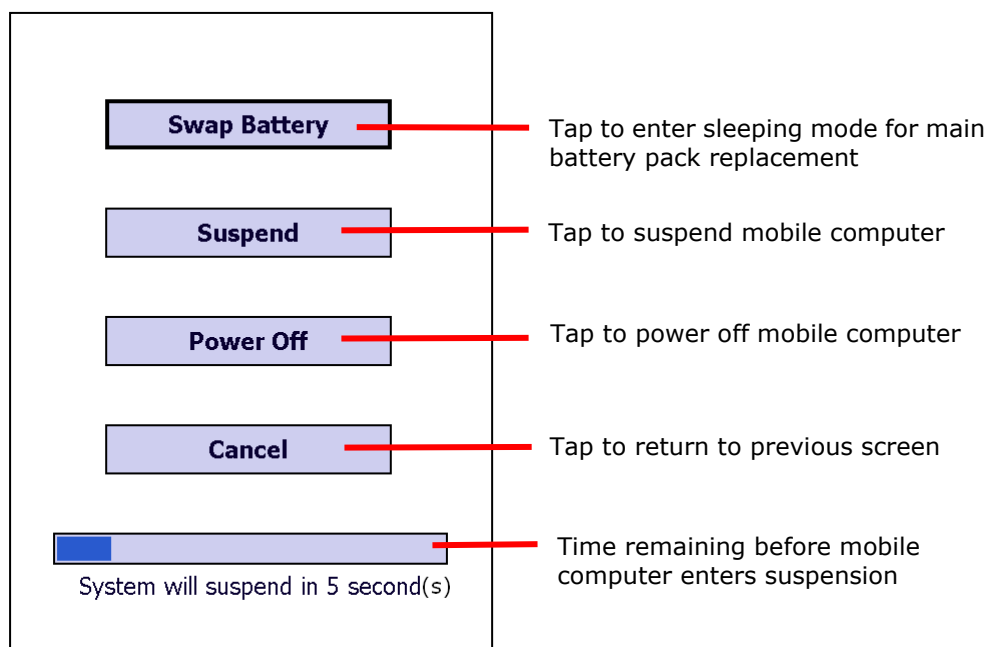 Swap Battery
Tap to enter sleeping mode for main
battery pack replacement
Suspend
Tap to suspend mobile computer
Power Off
Tap to power off mobile computer
Cancel
Tap to return to previous screen
Time remaining before mobile
computer enters suspension
System will suspend in 5 second(s)